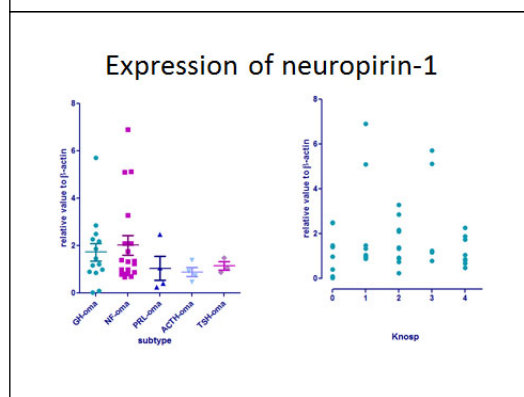 Expression of neuropirin-1
relative value to β-actin
8
6
4
2
0
GH-oma
NF-oma
PRL-oma
ACTH-oma
TSH-oma
subtype
relative value to β-actin
8
6
4
2
0
0 1 2 3 4
Knosp